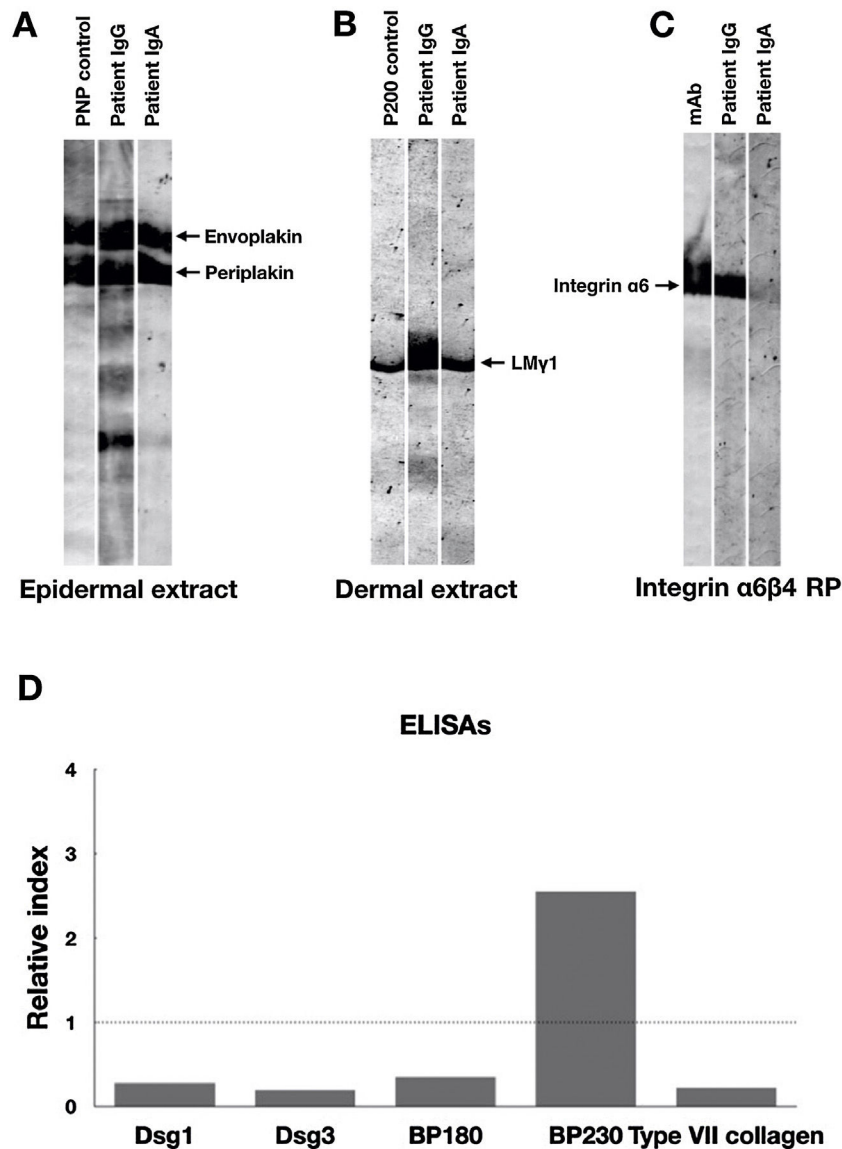 A
PNP control
Patient IgG
Patient IgA
Envoplakin
Periplakin
Epidermal extract
B
P200 control
Patient IgG
Patient IgA
LMγ1
Dermal extract
C
mAb
Patient IgG
Patient IgA
Integrin α6
Integrin α6β4 RP
D
ELISAs
Relative index
4
3
2
1
0
Dsg1 Dsg3 BP180 BP230 Type VII collagen